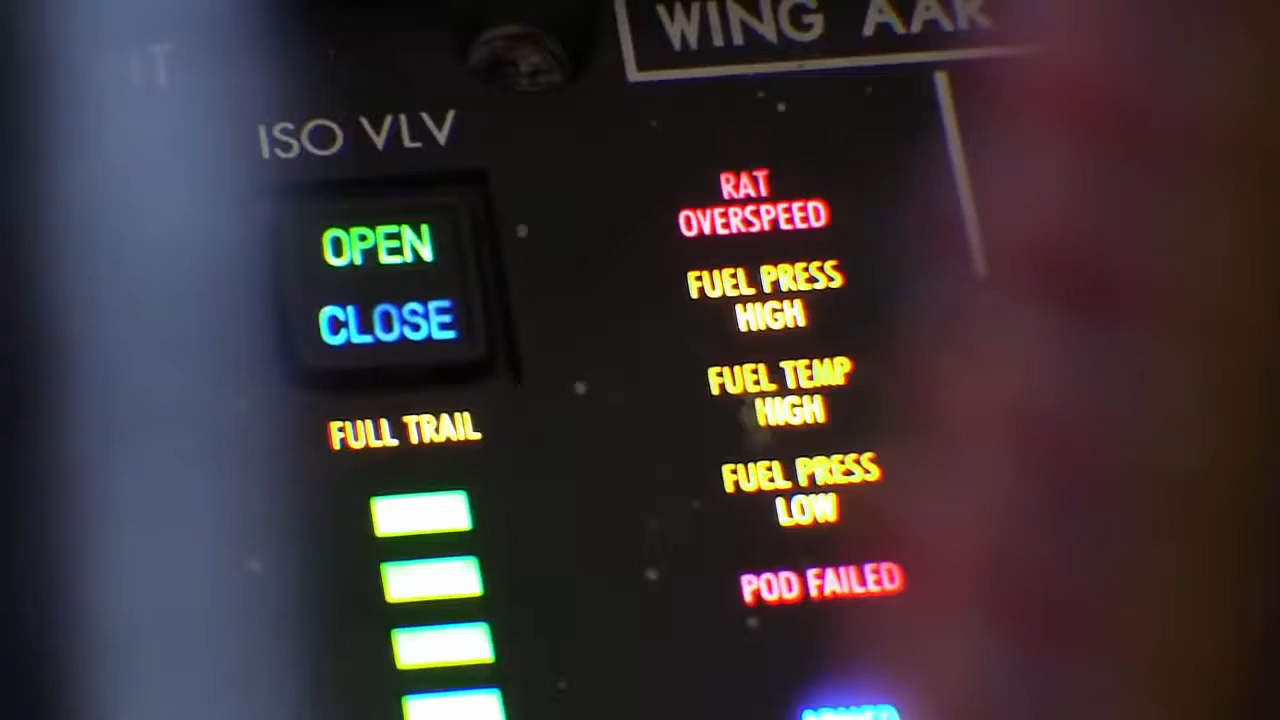 WING AAR
ISO VLV
OPEN
CLOSE
FULL TRAIL
RAT
OVERSPEED
FUEL PRESS
HIGH
FUEL TEMP
HIGH
FUEL PRESS
LOW
POD FAILED